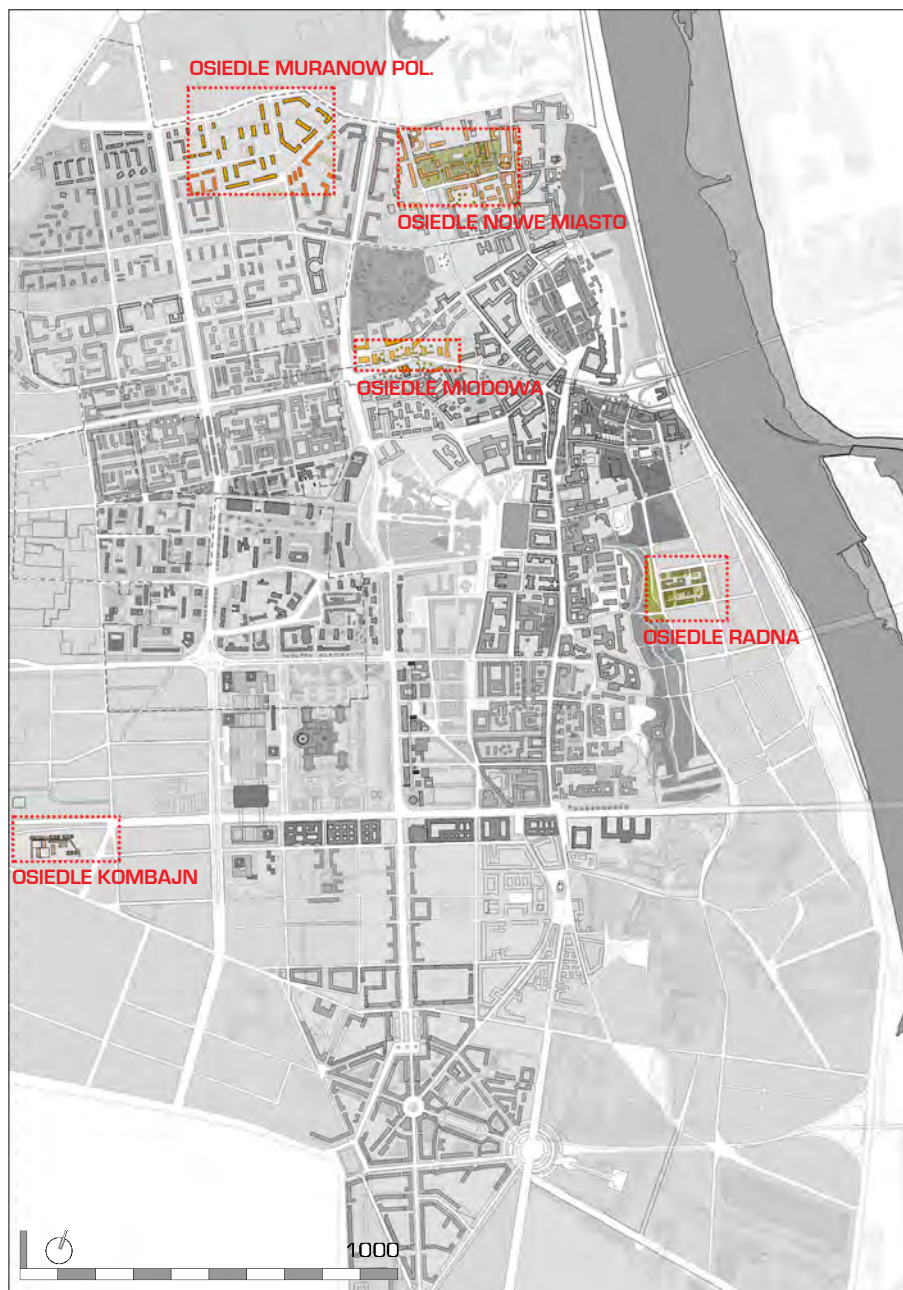 OSIEDLE MURANOW POL.
OSIEDLE NOWE MIASTO
OSIEDLE MIODOWA
OSIEDLE RADNA
OSIEDLE KOMBAJN
1000